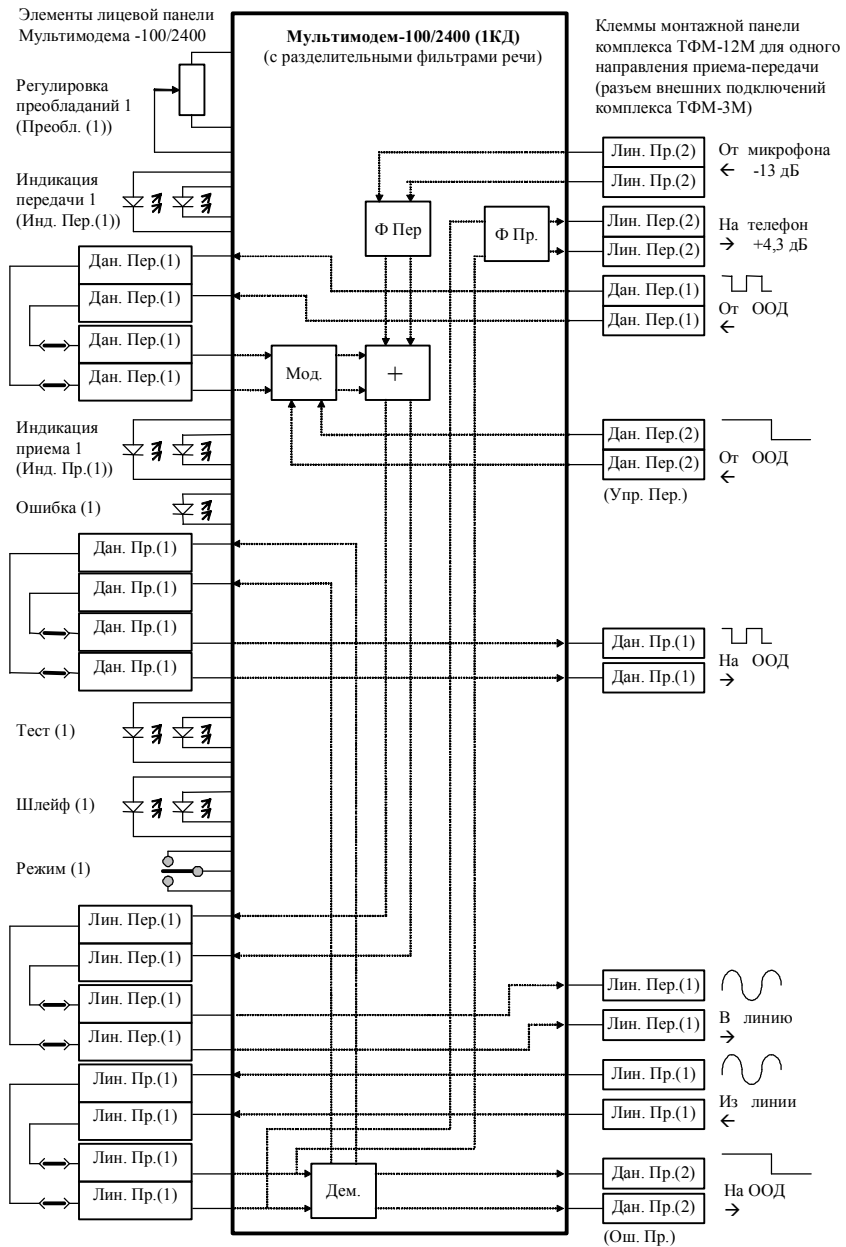 Элементы лицевой панели
Мультимодема -100/2400
Мультимодем-100/2400 (1КД)
(с разделительными фильтрами речи)
Клеммы монтажной панели
комплекса ТФМ-12М для одного
направления приема-передачи
(разъем внешних подключений
комплекса ТФМ-3М)
Регулировка
преобладаний 1
(Преобл. (1))
Индикация
передачи 1
(Инд. Пер.(1))
Дан. Пер.(1)
Дан. Пер.(1)
Дан. Пер.(1)
Дан. Пер.(1)
Индикация
приема 1
(Инд. Пр.(1))
Ошибка (1)
Дан. Пр.(1)
Дан. Пр.(1)
Дан. Пр.(1)
Дан. Пр.(1)
Тест (1)
Шлейф (1)
Режим (1)
Лин. Пер.(1)
Лин. Пер.(1)
Лин. Пер.(1)
Лин. Пер.(1)
Лин. Пр.(1)
Лин. Пр.(1)
Лин. Пр.(1)
Лин. Пр.(1)
Ф Пер
Ф Пр.
Мод.
+
Дем.
Лин. Пр.(2)
Лин. Пр.(2)
От микрофона
← -13 дБ
Лин. Пер.(2)
Лин. Пер.(2)
На телефон
→ +4,3 дБ
Дан. Пер.(1)
Дан. Пер.(1)
От ООД
←
Дан. Пер.(2)
Дан. Пер.(2)
(Упр. Пер.)
От ООД
←
Дан. Пр.(1)
Дан. Пр.(1)
На ООД
→
Лин. Пер.(1)
Лин. Пер.(1)
В линию
→
Лин. Пр.(1)
Лин. Пр.(1)
Из линии
←
Дан. Пр.(2)
Дан. Пр.(2)
(Ош. Пр.)
На ООД
→